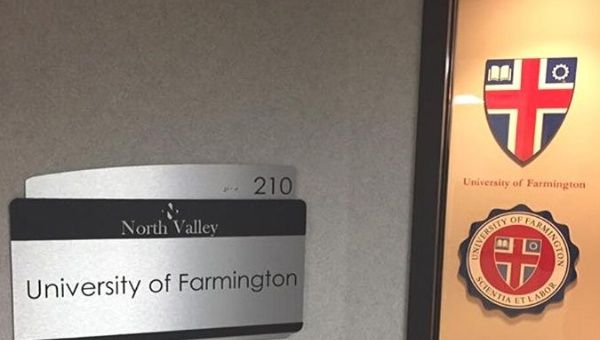 210
North Valley
University of Farmington
University of Farmington
UNIVERSITY OF FARMINGTON
SCIENTIA ET LABOR